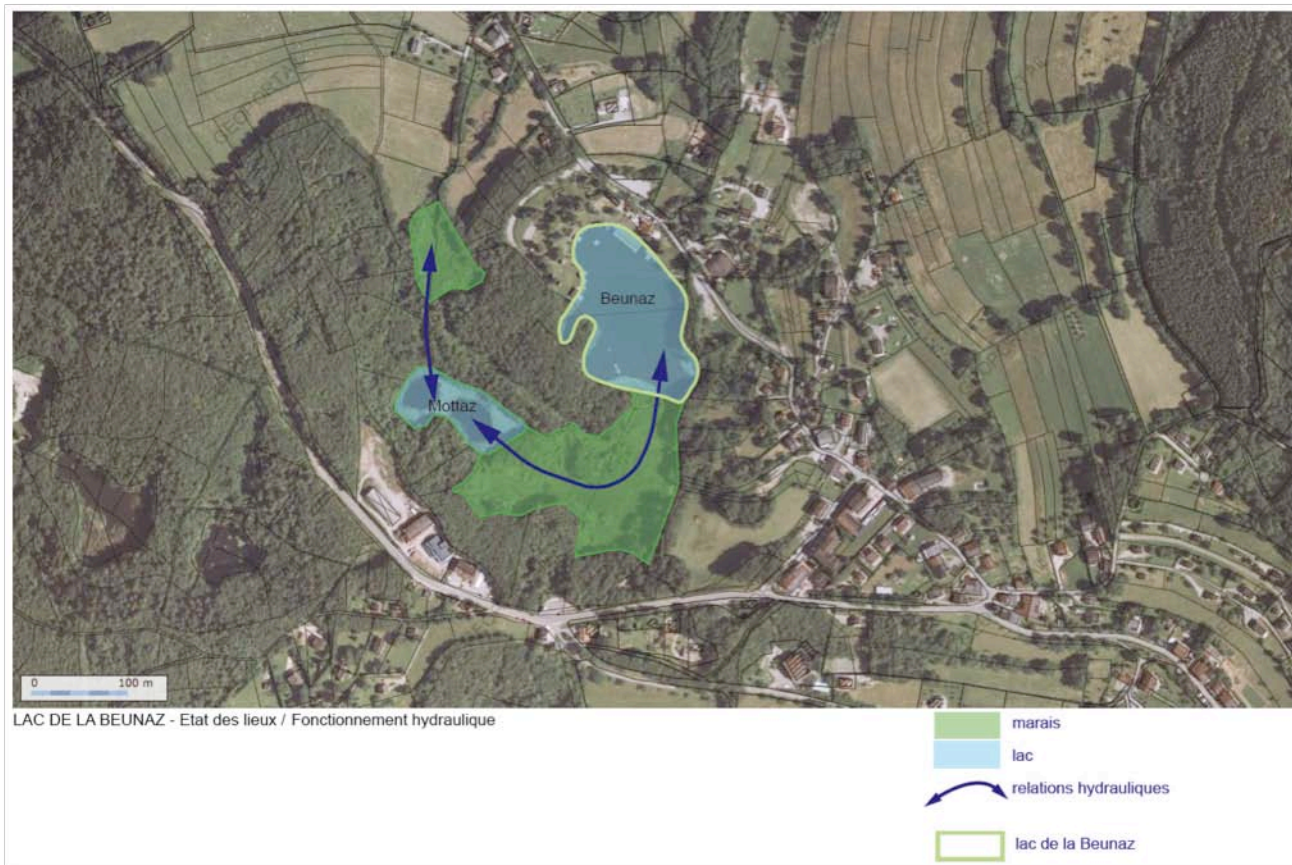 Beunaz
Mottaz
0 100 m
LAC DE LA BEUNAZ - Etat des lieux / Fonctionnement hydraulique
marais
lac
relations hydrauliques
lac de la Beunaz